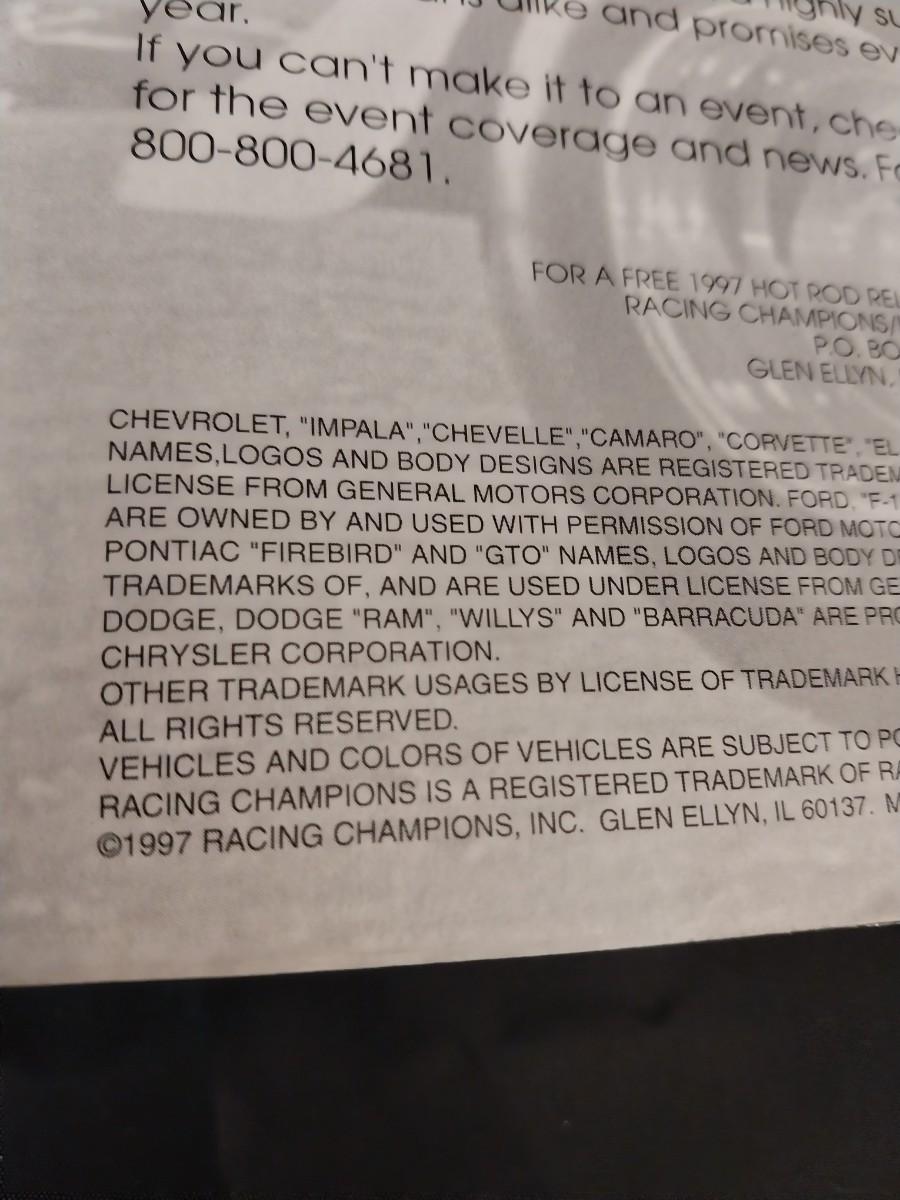 year. alike and promises
If you can't make it to an event,
for the event coverage and news.
800-800-4681.
FOR A FREE 1997 HOT ROD
RACING CHAMPIONS/
P.O.
GLEN ELLYN,
CHEVROLET, "IMPALA","CHEVELLE","CAMARO", "CORVETTE", "EL
NAMES,LOGOS AND BODY DESIGNS ARE REGISTERED
LICENSE FROM GENERAL MOTORS CORPORATION. FORD,
ARE OWNED BY AND USED WITH PERMISSION OF FORD
PONTIAC "FIREBIRD" AND "GTO" NAMES, LOGOS AND BODY
TRADEMARKS OF, AND ARE USED UNDER LICENSE FROM
DODGE, DODGE "RAM", "WILLYS" AND "BARRACUDA" ARE
CHRYSLER CORPORATION.
OTHER TRADEMARK USAGES BY LICENSE OF TRADEMARK
ALL RIGHTS RESERVED.
VEHICLES AND COLORS OF VEHICLES ARE SUBJECT TO
RACING CHAMPIONS IS A REGISTERED TRADEMARK OF
©1997 RACING CHAMPIONS, INC. GLEN ELLYN, IL 60137.